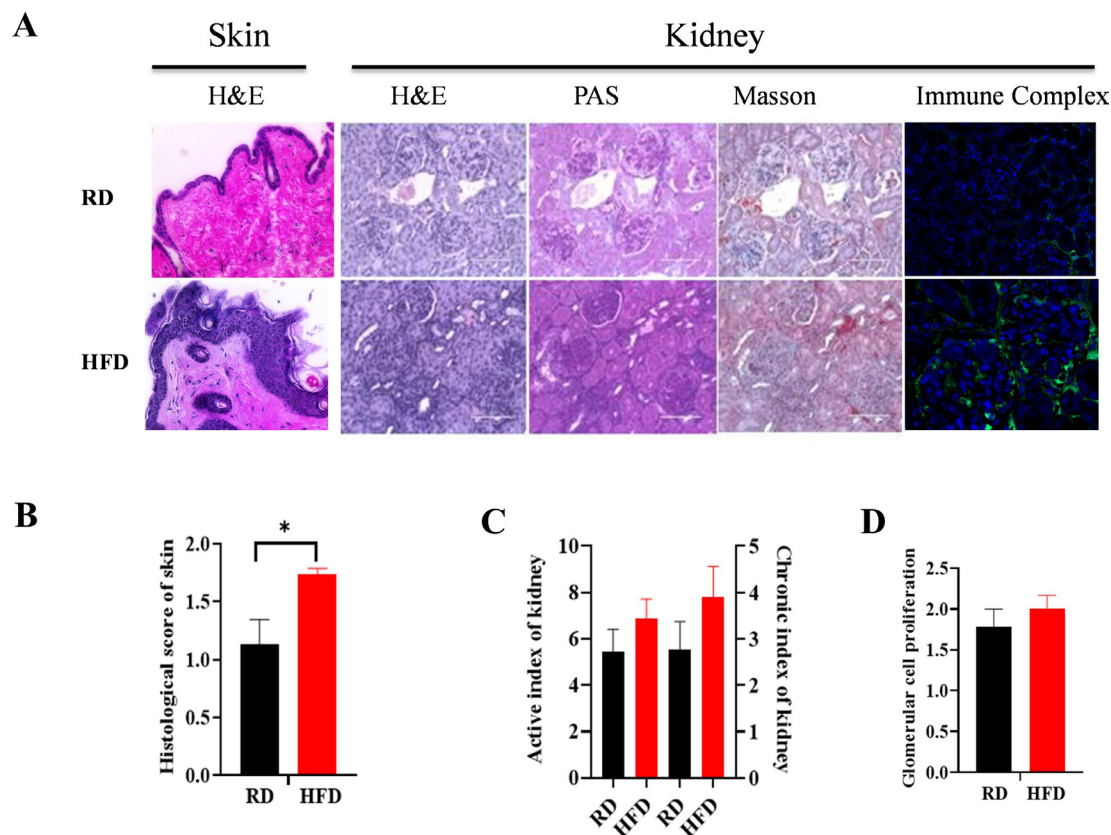 A
Skin
Kidney
H&E
H&E
PAS
Masson
Immune Complex
RD
HFD
B
Histological score of skin
2.0
1.5
1.0
0.5
0.0
*
RD
HFD
C
Active index of kidney
10
8
6
4
2
0
5
4
3
2
1
0
Chronic index of kidney
RD
HFD
RD
HFD
D
Glomerular cell proliferation
2.5
2.0
1.5
1.0
0.5
0.0
RD
HFD